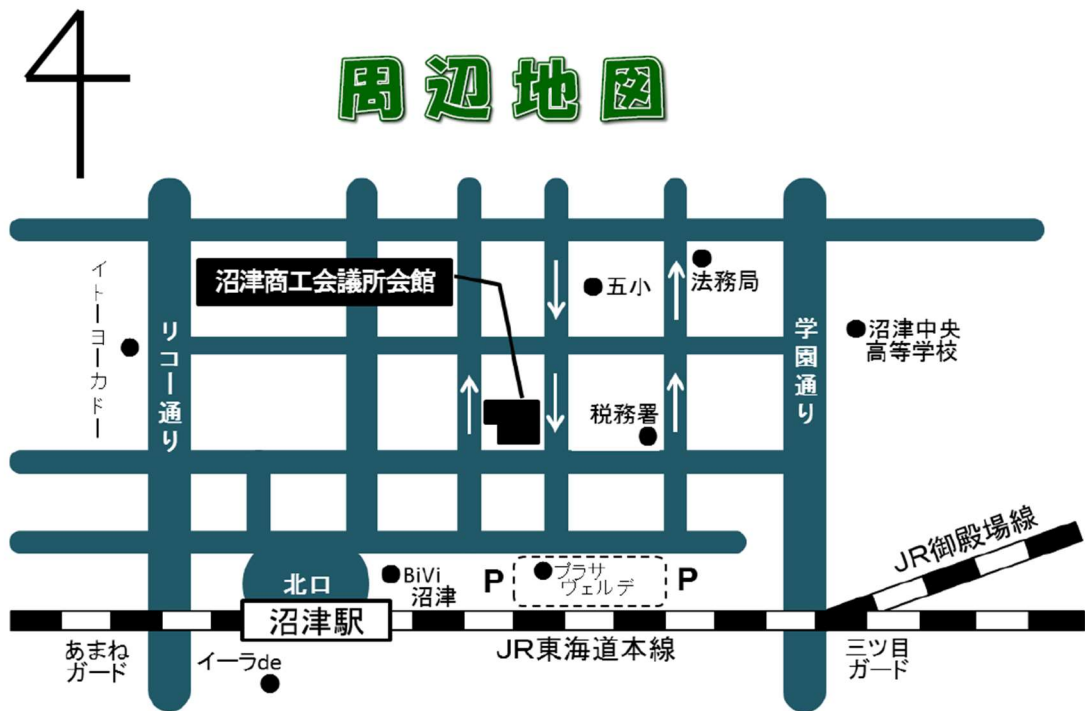 周辺地図
沼津商工会議所会館
五小
法務局
イトーヨーカドー
リコー通り
学園通り
沼津中央
高等学校
税務署
JR御殿場線
北口
BiVi
沼津
P
プラサ
ヴェルデ
P
沼津駅
あまね
ガード
イーラde
JR東海道本線
三ツ目
ガード